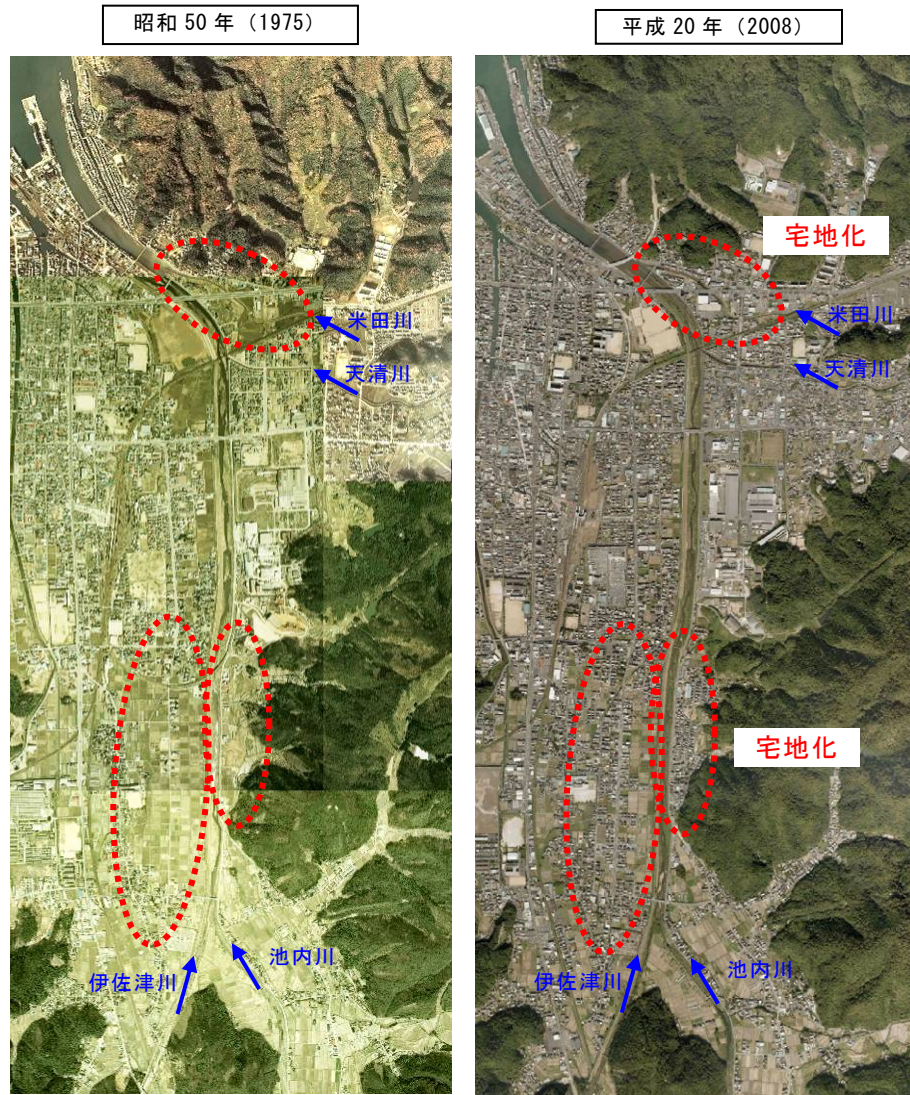 昭和 50 年（1975）
平成 20 年（2008）
米田川
天清川
池内川
伊佐津川
宅地化
米田川
天清川
宅地化
池内川
伊佐津川